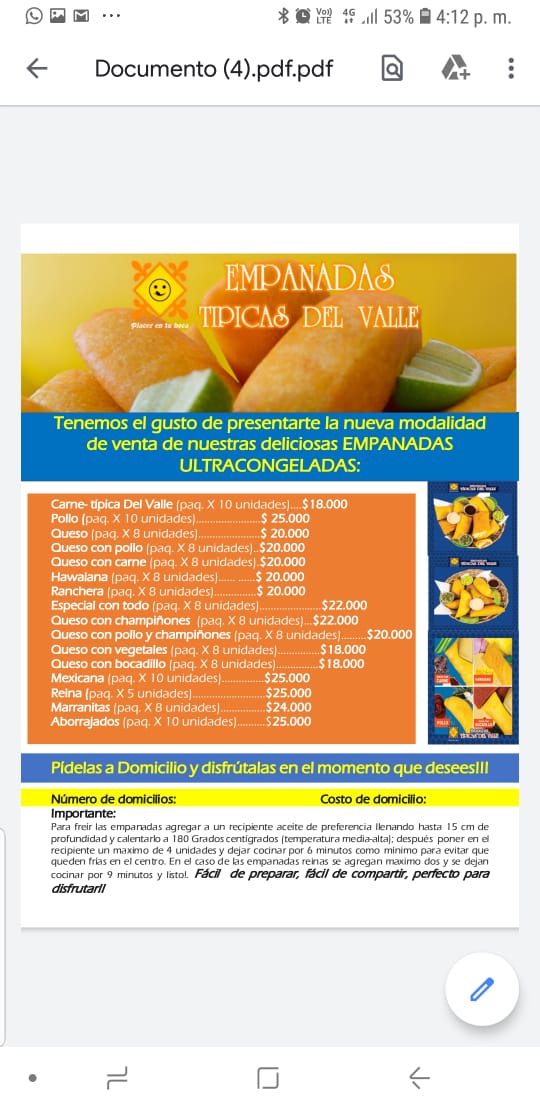 Vo))
LTE
4G
53%
4:12 p. m.
Documento (4).pdf.pdf
EMPANADAS
TIPICAS DEL VALLE
Placer en tu boca
Tenemos el gusto de presentarte la nueva modalidad
de venta de nuestras deliciosas EMPANADAS
ULTRACONGELADAS:
Carne- típica Del Valle (paq. X 10 unidades)....$18.000
Pollo (paq. X 10 unidades).......................$ 25.000
Queso (paq. X 8 unidades)......................$ 20.000
Queso con pollo (paq. X 8 unidades)..$20.000
Queso con carne (paq. X 8 unidades).$20.000
Hawaiana (paq. X 8 unidades)...... ......$ 20.000
Ranchera (paq. X 8 unidades)...............$ 20.000
Especial con todo (paq. X 8 unidades)......................$22.000
Queso con champiñones (paq. X 8 unidades)...$22.000
Queso con pollo y champiñones (paq. X 8 unidades).........$20.000
Queso con vegetales (paq. X 8 unidades)...............$18.000
Queso con bocadillo (paq. X 8 unidades)...............$18.000
Mexicana (paq. X 10 unidades)...............$25.000
Reina (paq. X 5 unidades)..........................$25.000
Marranitas (paq. X 8 unidades)................$24.000
Aborrajados (paq. X 10 unidades)..........$25.000
CARNE
POLLO
TIPICAS DEL VALLE
Pídelas a Domicilio y disfrútalas en el momento que desees!!!
Número de domicilios: Costo de domicilio:
Importante:
Para freir las empanadas agregar a un recipiente aceite de preferencia llenando hasta 15 cm de
profundidad y calentarlo a 180 Grados centigrados (temperatura media-alta); después poner en el
recipiente un maximo de 4 unidades y dejar cocinar por 6 minutos como minimo para evitar que
queden frías en el centro. En el caso de las empanadas reinas se agregan maximo dos y se dejan
cocinar por 9 minutos y listo!. Fácil de preparar, fácil de compartir, perfecto para
disfrutar!!